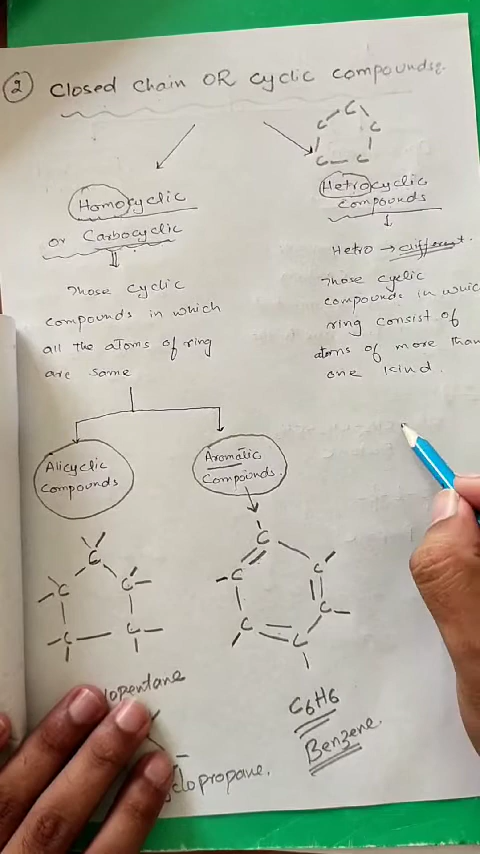 2 Closed Chain OR cyclic compounds:
C C C C C
Homocyclic
or Carbocyclic
Those cyclic
compounds in which
all the atoms of ring
are same
Hetrocyclic
compounds
Hetro → different.
Those cyclic
compounds in which
ring consist of
atoms of more than
one kind.
Alicyclic
Compounds
Aromatic
Compounds.
C C C C C
C C C C C C
lopentane
clopropane.
C6H6
Benzene.